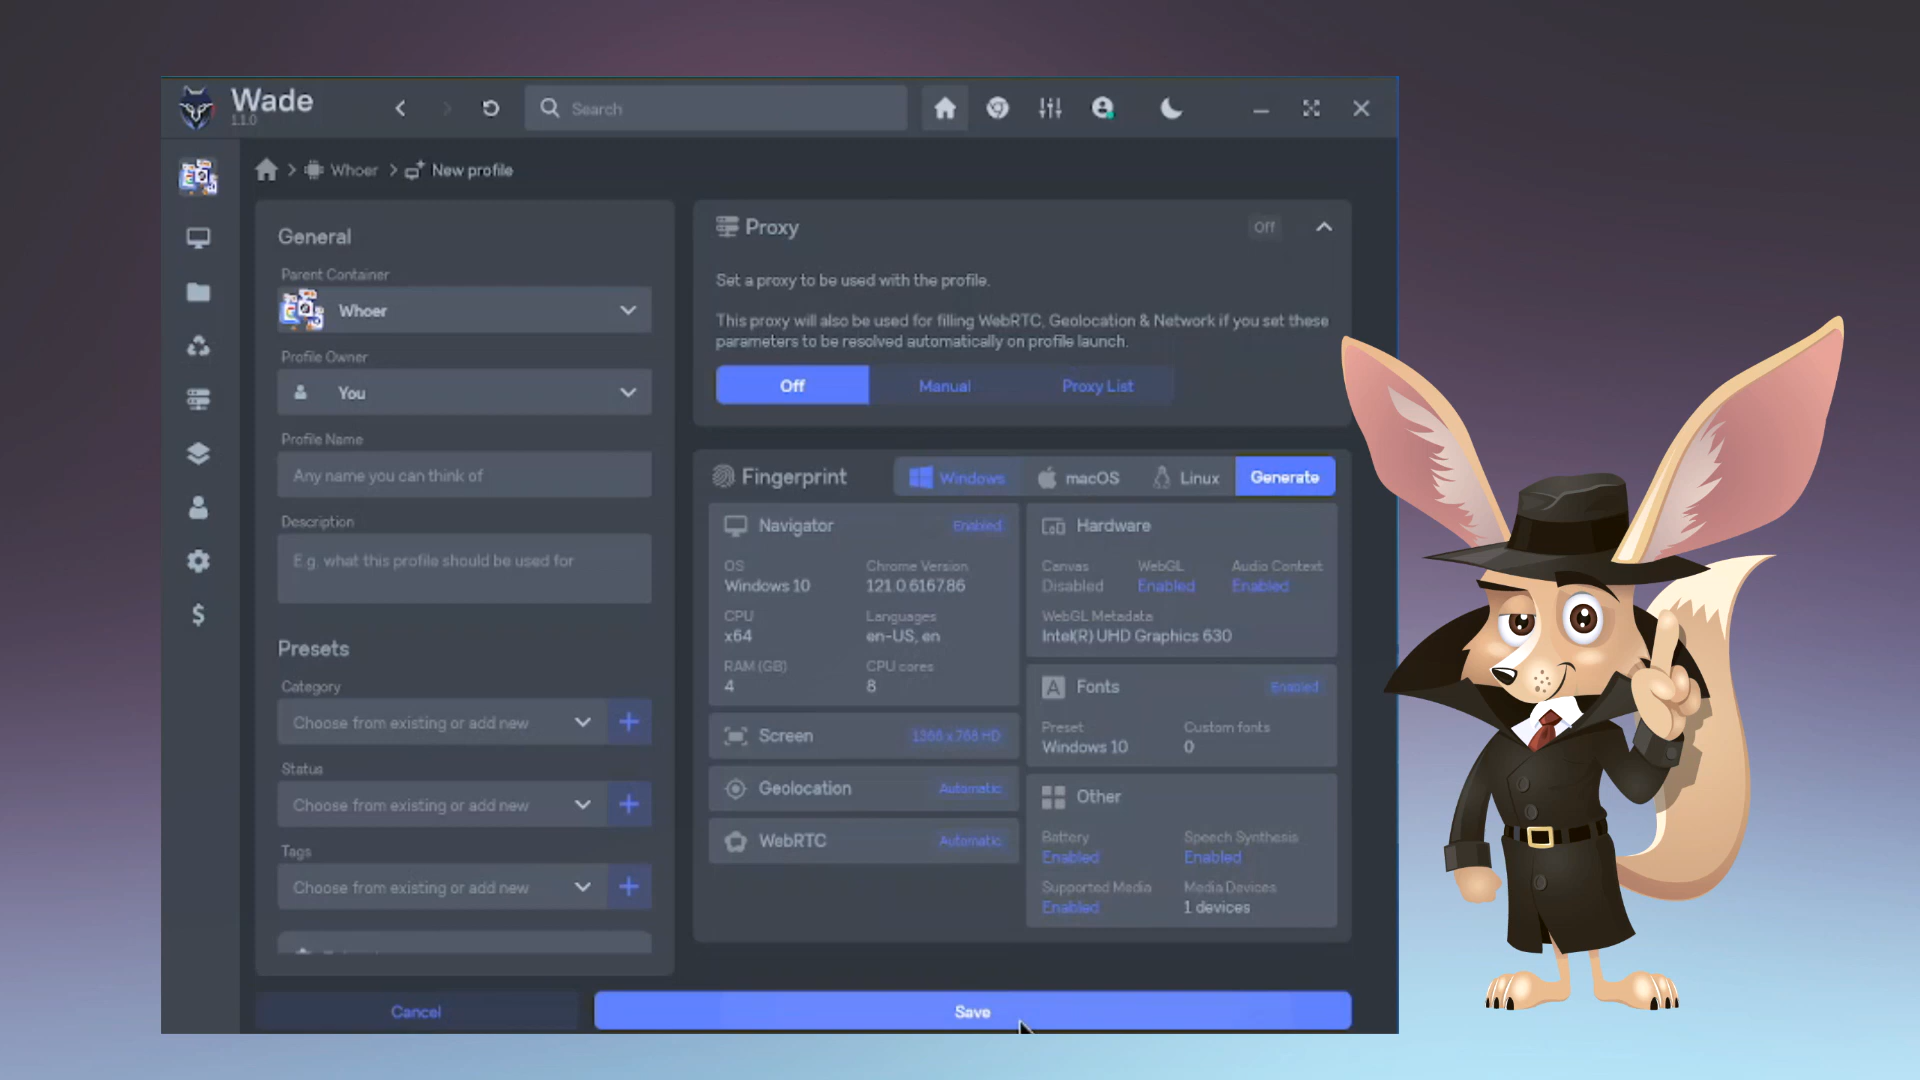 Wade
1.1.0
Search
Whoer
New profile
General
Parent Container
Whoer
Profile Owner
You
Profile Name
Any name you can think of
Description
E.g. what this profile should be used for
Presets
Category
Choose from existing or add new
Status
Choose from existing or add new
Tags
Choose from existing or add new
Cancel
Proxy
Off
Set a proxy to be used with the profile.
This proxy will also be used for filling WebRTC, Geolocation & Network if you set these
parameters to be resolved automatically on profile launch.
Off Manual Proxy List
Fingerprint
Windows macOS Linux Generate
Navigator Enabled
OS Chrome Version
Windows 10 121.0.6167.86
CPU Languages
x64 en-US, en
RAM (GB) CPU cores
4 8
Screen 1366 x 768 HD
Geolocation Automatic
WebRTC Automatic
Hardware
Canvas WebGL Audio Context
Disabled Enabled Enabled
WebGL Metadata
Intel(R) UHD Graphics 630
Fonts Enabled
Preset Custom fonts
Windows 10 0
Other
Battery Speech Synthesis
Enabled Enabled
Supported Media Media Devices
Enabled 1 devices
Save